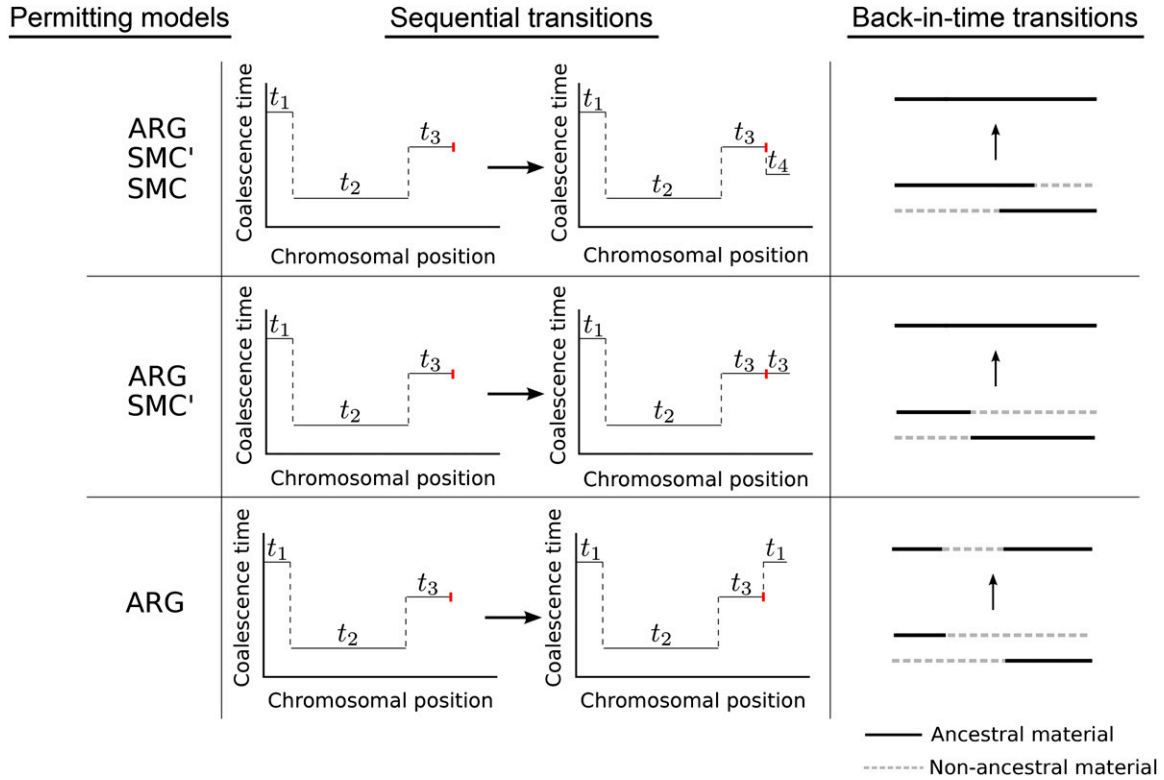 Permitting models
Sequential transitions
Back-in-time transitions
ARG
SMC'
SMC
Coalescence time
t₁
t₂
t₃
Chromosomal position
Coalescence time
t₁
t₂
t₃
t₄
Chromosomal position
ARG
SMC'
Coalescence time
t₁
t₂
t₃
Chromosomal position
Coalescence time
t₁
t₂
t₃ t₃
Chromosomal position
ARG
Coalescence time
t₁
t₂
t₃
Chromosomal position
Coalescence time
t₁
t₂
t₃
t₁
Chromosomal position
Ancestral material
Non-ancestral material